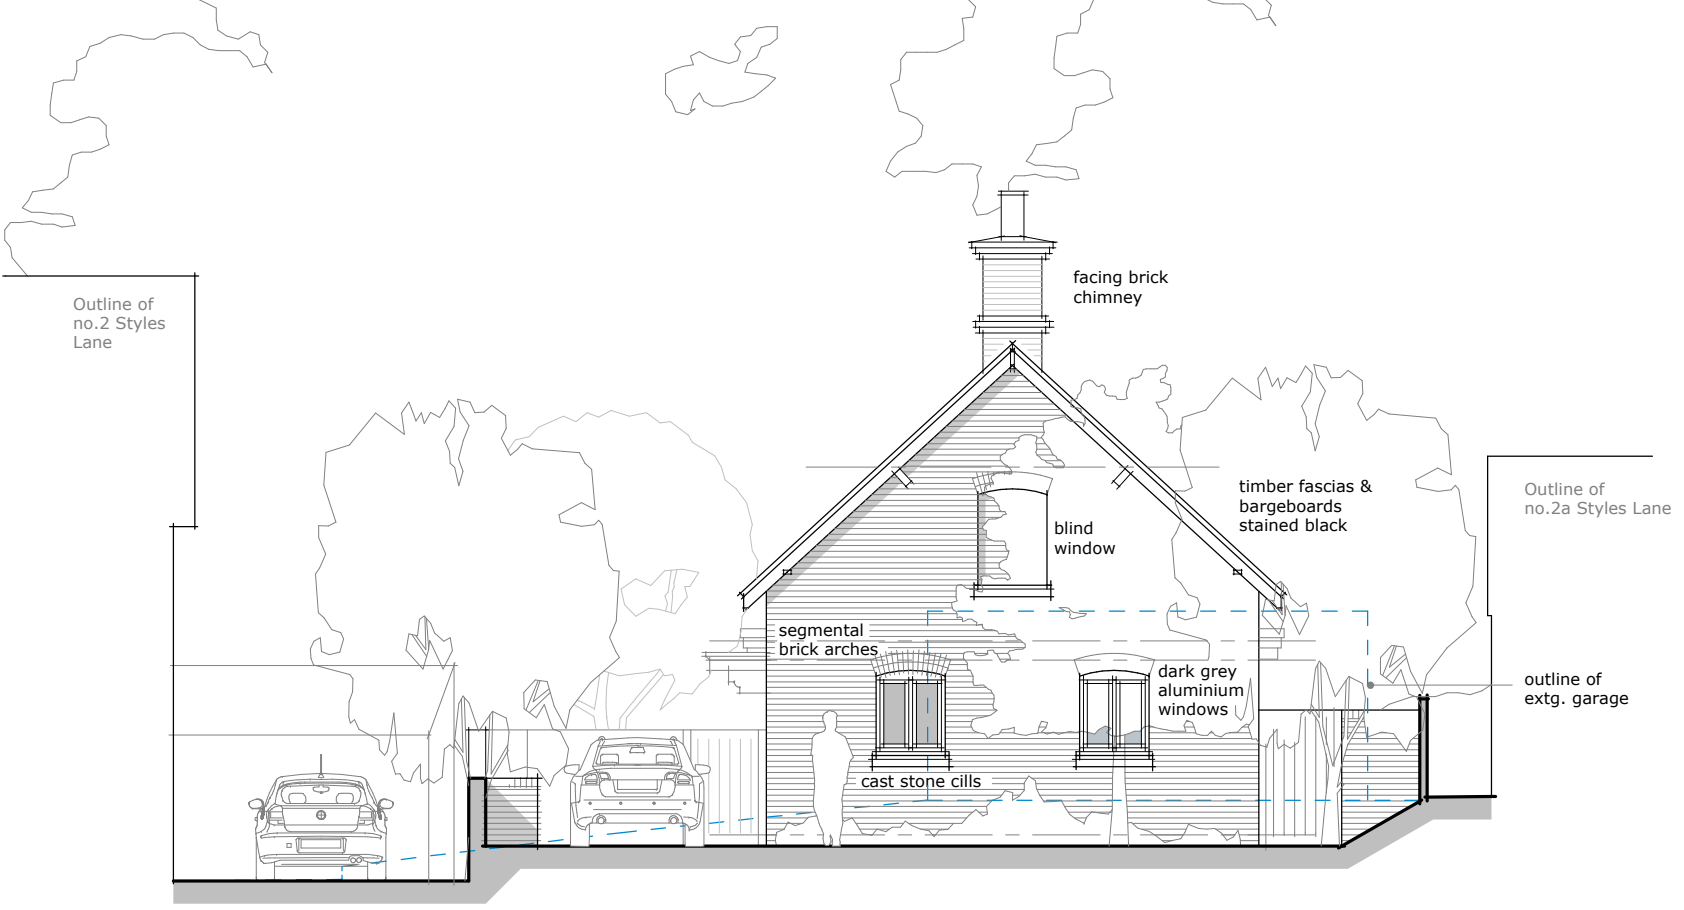 facing brick
chimney
Outline of
no.2 Styles
Lane
timber fascias &
bargeboards
stained black
Outline of
no.2a Styles Lane
blind
window
segmental
brick arches
dark grey
aluminium
windows
outline of
extg. garage
cast stone cills